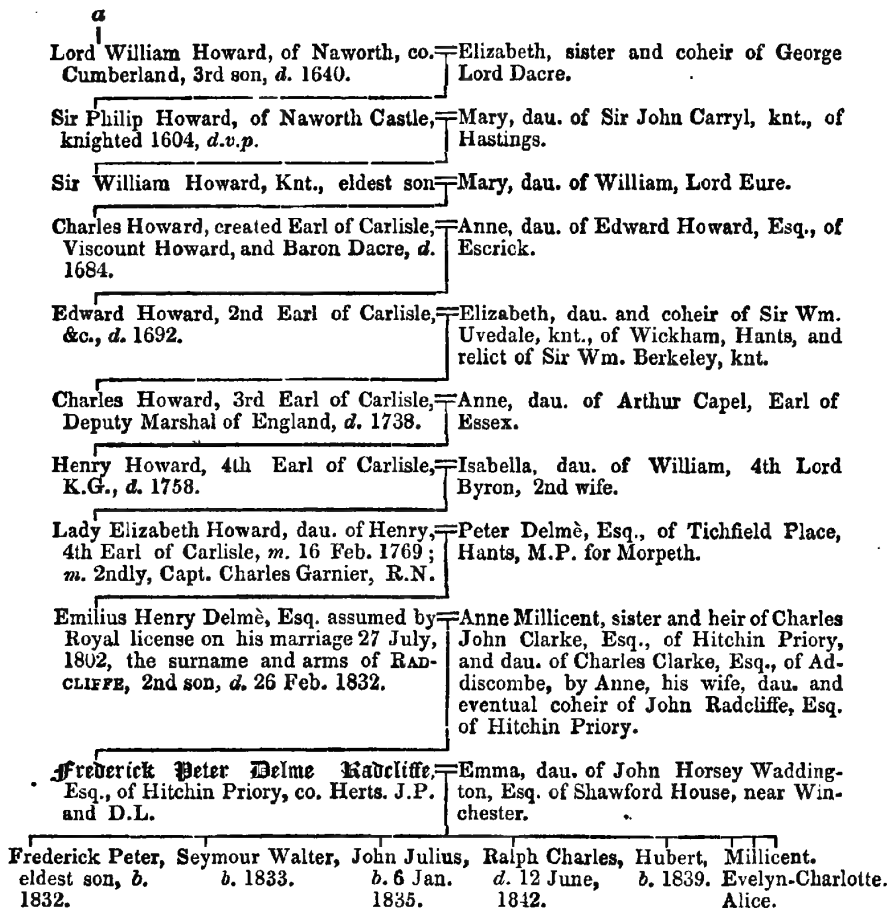 a
Lord William Howard, of Naworth, co.
Cumberland, 3rd son, d. 1640.
Elizabeth, sister and coheir of George
Lord Dacre.
Sir Philip Howard, of Naworth Castle,
knighted 1604, d.v.p.
Mary, dau. of Sir John Carryl, knt., of
Hastings.
Sir William Howard, Knt., eldest son
Mary, dau. of William, Lord Eure.
Charles Howard, created Earl of Carlisle,
Viscount Howard, and Baron Dacre, d.
1684.
Anne, dau. of Edward Howard, Esq., of
Escrick.
Edward Howard, 2nd Earl of Carlisle,
&c., d. 1692.
Elizabeth, dau. and coheir of Sir Wm.
Uvedale, knt., of Wickham, Hants, and
relict of Sir Wm. Berkeley, knt.
Charles Howard, 3rd Earl of Carlisle,
Deputy Marshal of England, d. 1738.
Anne, dau. of Arthur Capel, Earl of
Essex.
Henry Howard, 4th Earl of Carlisle,
K.G., d. 1758.
Isabella, dau. of William, 4th Lord
Byron, 2nd wife.
Lady Elizabeth Howard, dau. of Henry,
4th Earl of Carlisle, m. 16 Feb. 1769;
m. 2ndly, Capt. Charles Garnier, R.N.
Peter Delmè, Esq., of Tichfield Place,
Hants, M.P. for Morpeth.
Emilius Henry Delmè, Esq. assumed by
Royal license on his marriage 27 July,
1802, the surname and arms of RAD-
CLIFFE, 2nd son, d. 26 Feb. 1832.
Anne Millicent, sister and heir of Charles
John Clarke, Esq., of Hitchin Priory,
and dau. of Charles Clarke, Esq., of Ad-
discombe, by Anne, his wife, dau. and
eventual coheir of John Radcliffe, Esq.
of Hitchin Priory.
Frederick Peter Delme Radcliffe,
Esq., of Hitchin Priory, co. Herts. J.P.
and D.L.
Emma, dau. of John Horsey Wadding-
ton, Esq. of Shawford House, near Win-
chester.
Frederick Peter, Seymour Walter, John Julius, Ralph Charles, Hubert, Millicent.
eldest son, b. b. 1833. b. 6 Jan. d. 12 June, b. 1839. Evelyn-Charlotte.
1832. 1835. 1842. Alice.